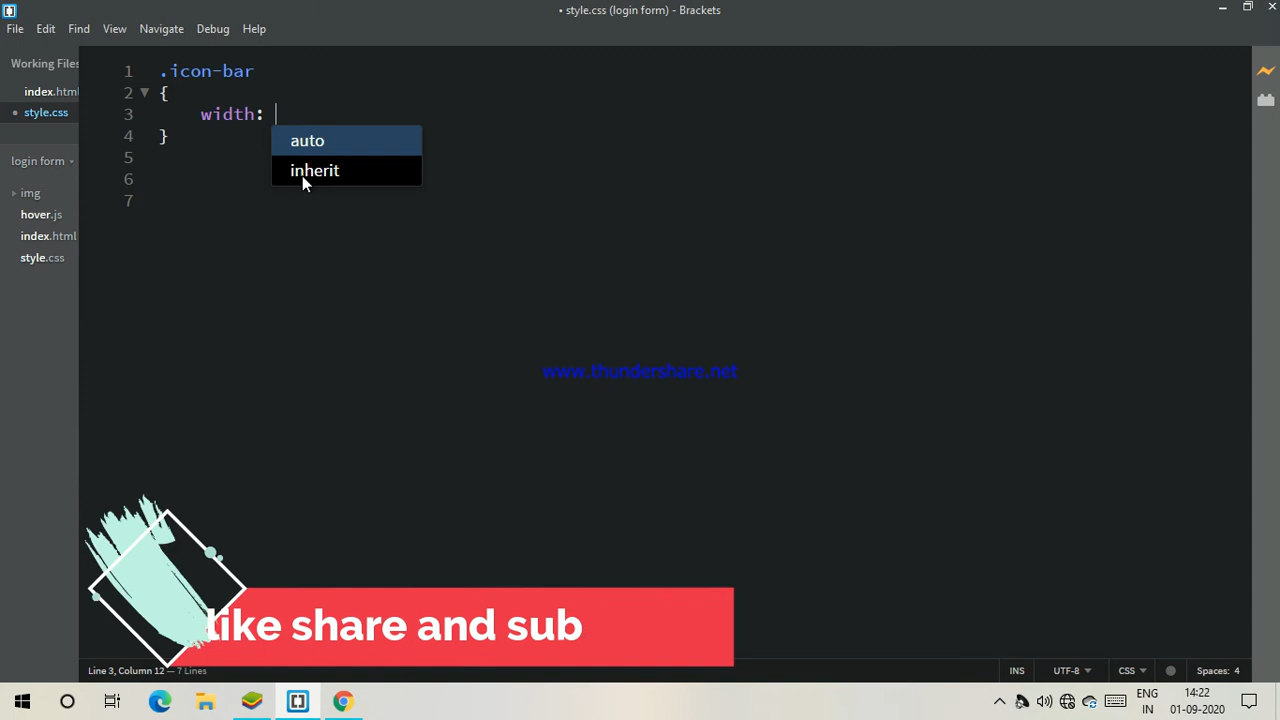 • style.css (login form) - Brackets
File Edit Find View Navigate Debug Help
Working Files
index.html
• style.css
login form
img
hover.js
index.html
style.css
1 .icon-bar
2 {
3 width:
4 }
5
6
7
auto
inherit
www.thundershare.net
like share and sub
Line 3, Column 12 — 7 Lines
INS UTF-8 CSS Spaces: 4
ENG
IN
14:22
01-09-2020